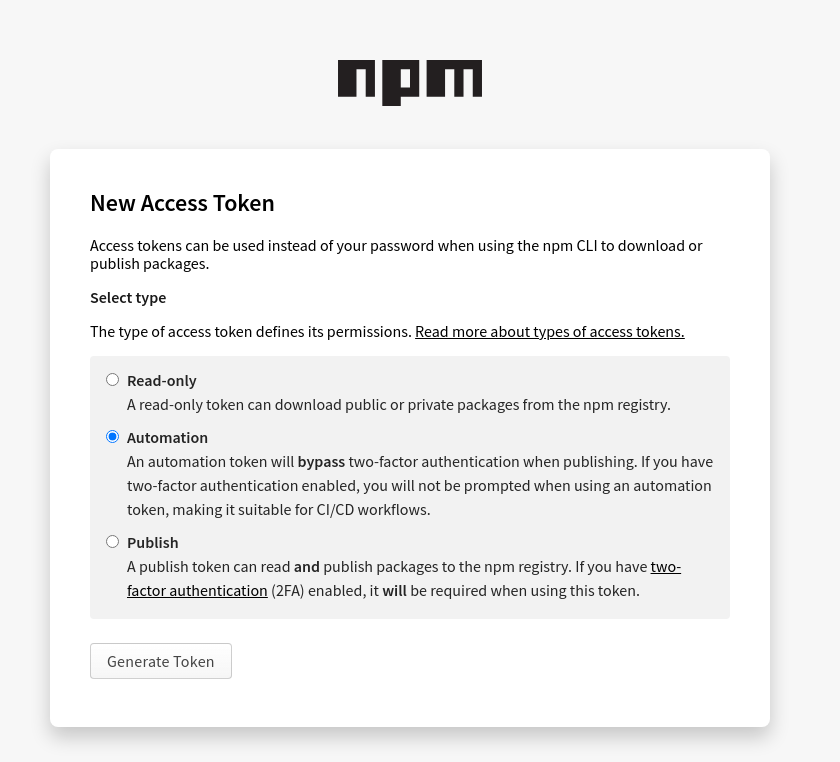 npm
New Access Token
Access tokens can be used instead of your password when using the npm CLI to download or
publish packages.
Select type
The type of access token defines its permissions. Read more about types of access tokens.
Read-only
A read-only token can download public or private packages from the npm registry.
Automation
An automation token will bypass two-factor authentication when publishing. If you have
two-factor authentication enabled, you will not be prompted when using an automation
token, making it suitable for CI/CD workflows.
Publish
A publish token can read and publish packages to the npm registry. If you have two-
factor authentication (2FA) enabled, it will be required when using this token.
Generate Token